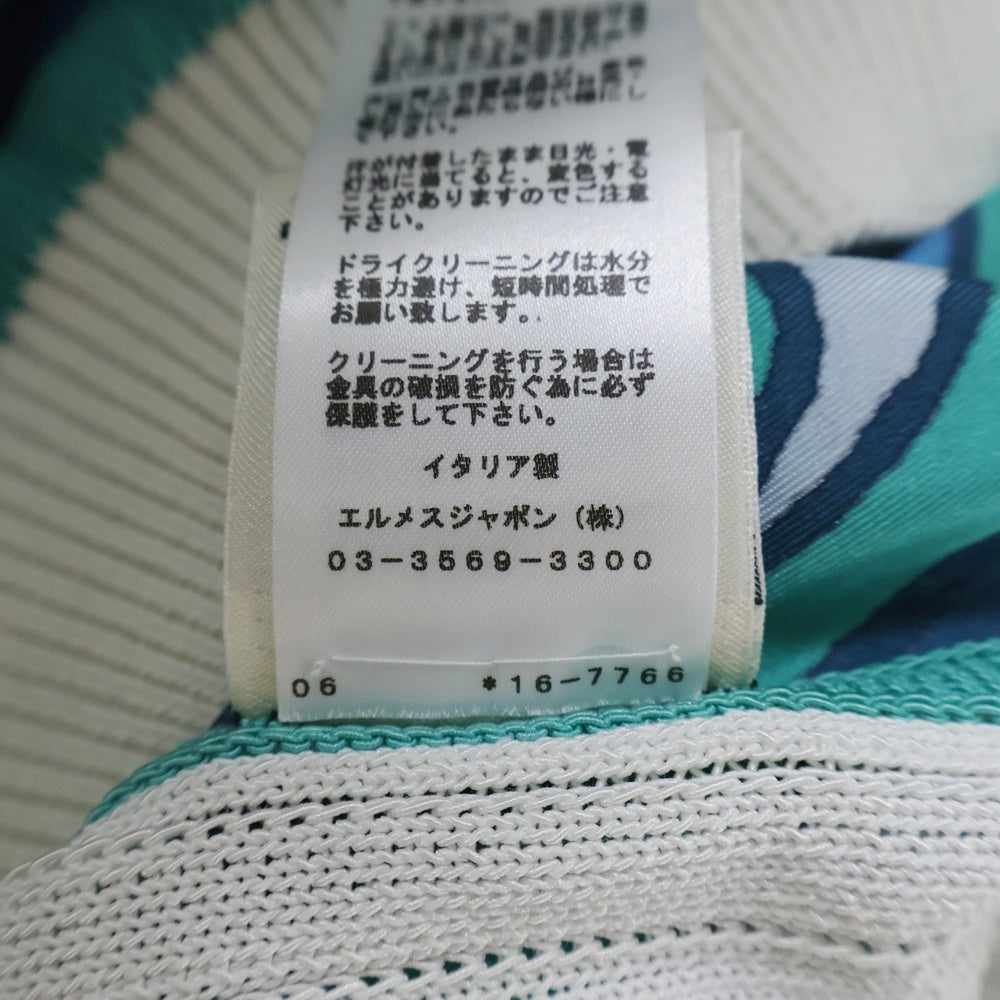 汗が付着したまま日光・電
灯光に当てると、変色する
ことがありますのでご注意
下さい。
ドライクリーニングは水分
を極力避け、短時間処理で
お願い致します。
クリーニングを行う場合は
金具の破損を防ぐ為に必ず
保護をして下さい。
イタリア製
エルメスジャポン（株）
03-3569-3300
06 *16-7766